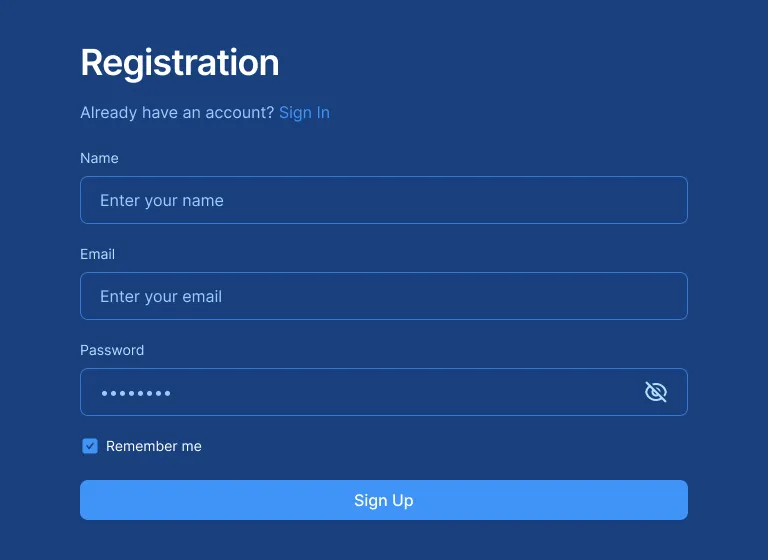 Registration
Already have an account? Sign In
Name
Enter your name
Email
Enter your email
Password
••••••••
Remember me
Sign Up